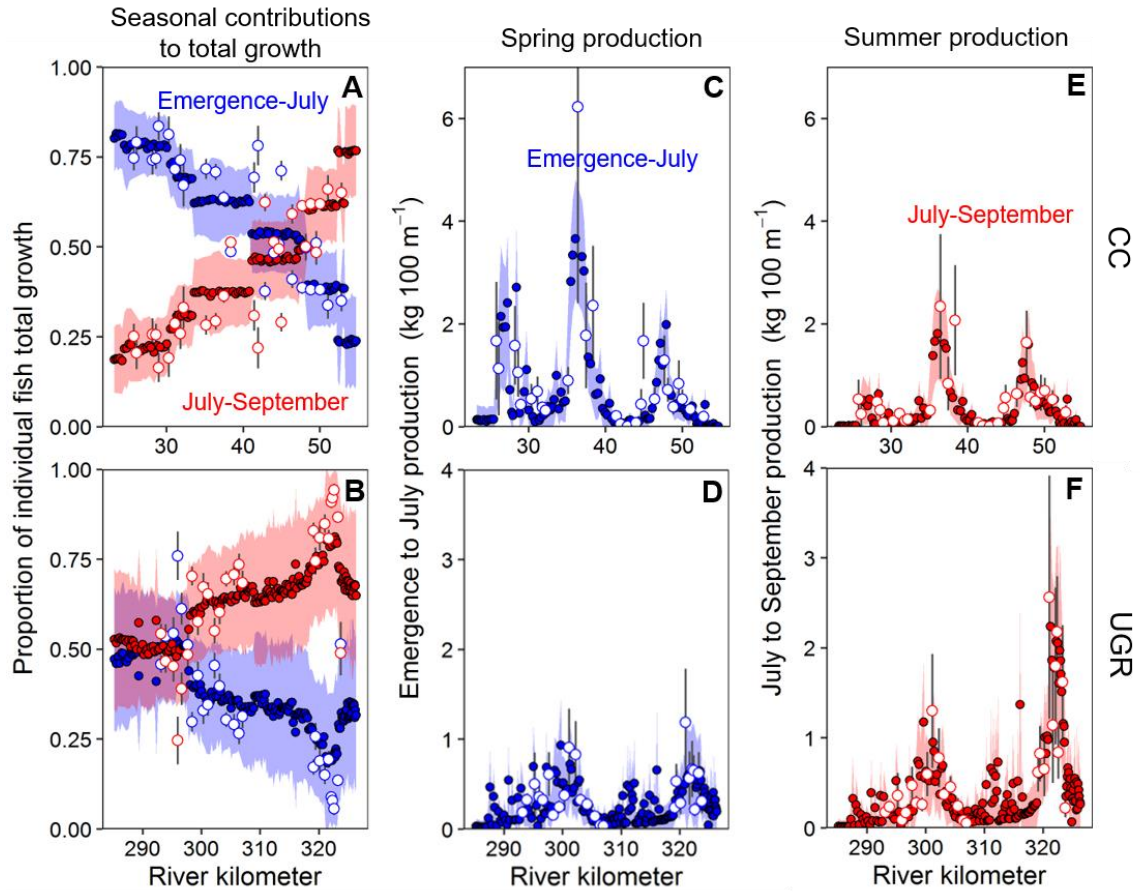 Seasonal contributions
to total growth
Spring production
Summer production
Proportion of individual fish total growth
1.00
0.75
0.50
0.25
0.00
A
Emergence-July
July-September
30
40
50
Emergence to July production (kg 100 m⁻¹)
6
4
2
0
C
Emergence-July
30
40
50
July to September production (kg 100 m⁻¹)
6
4
2
0
E
July-September
30
40
50
CC
1.00
0.75
0.50
0.25
0.00
B
290
300
310
320
River kilometer
4
3
2
1
0
D
290
300
310
320
River kilometer
4
3
2
1
0
F
290
300
310
320
River kilometer
UGR